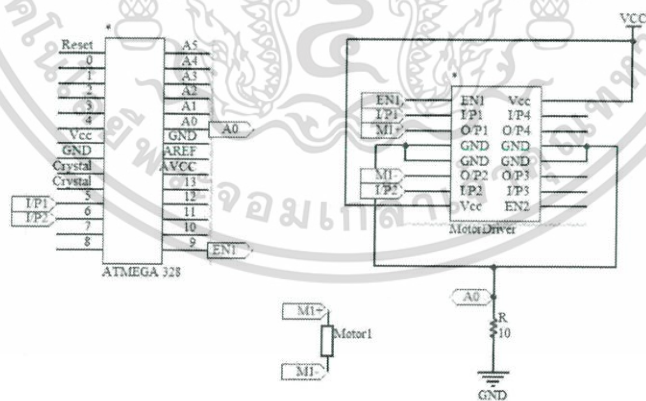 VCC
Reset A5
0 A4
1 A3
2 A2
3 A1
4 A0 A0
Vcc GND
GND AREF
Crystal AVCC
Crystal 13
I/P1 5 12
I/P2 6 11
7 10
8 9 EN1
ATMEGA 328
EN1 EN1 Vcc
I/P1 I/P1 I/P4
M1+ O/P1 O/P4
GND GND
GND GND
M1- O/P2 O/P3
I/P2 I/P2 I/P3
Vcc EN2
MotorDriver
A0
R
10
GND
M1+
Motor1
M1-